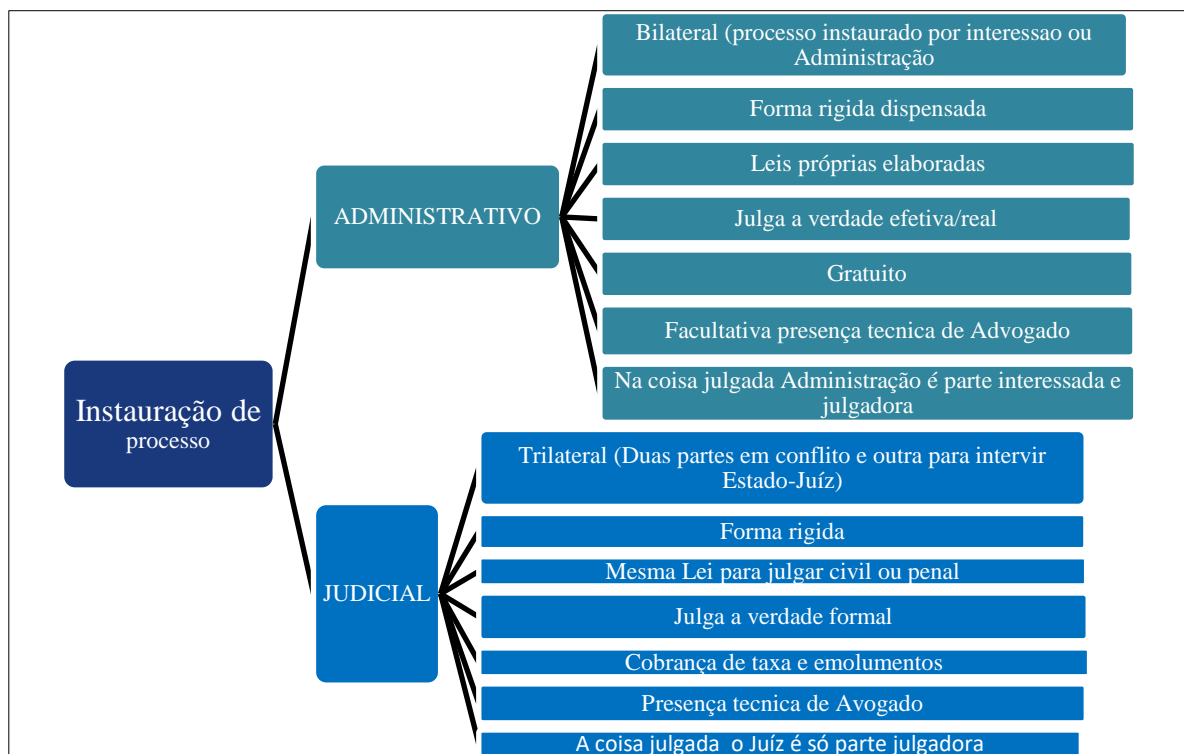 Bilateral (processo instaurado por interessao ou
Administração
Forma rigida dispensada
Leis próprias elaboradas
ADMINISTRATIVO
Julga a verdade efetiva/real
Gratuito
Facultativa presença tecnica de Advogado
Na coisa julgada Administração é parte interessada e
julgadora
Instauração de
processo
Trilateral (Duas partes em conflito e outra para intervir
Estado-Juíz)
Forma rigida
Mesma Lei para julgar civil ou penal
JUDICIAL
Julga a verdade formal
Cobrança de taxa e emolumentos
Presença tecnica de Avogado
A coisa julgada o Juíz é só parte julgadora